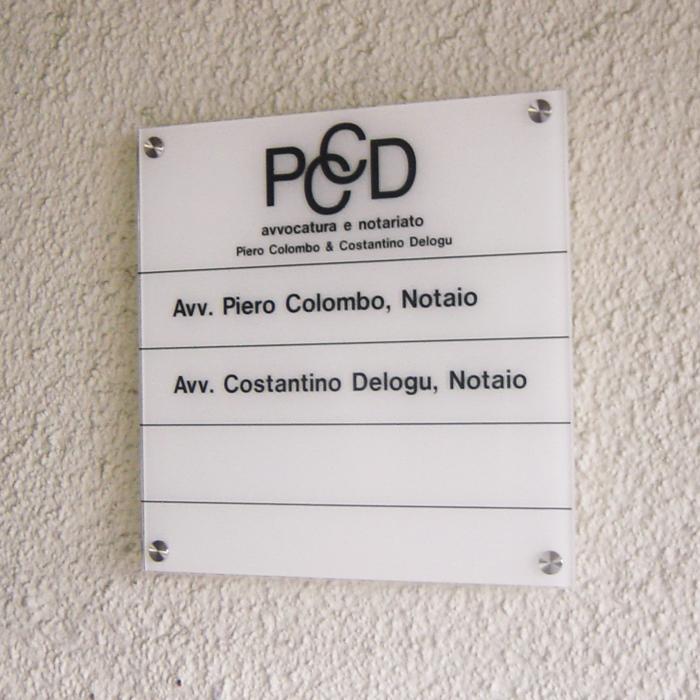 PCCD
avvocatura e notariato
Piero Colombo & Costantino Delogu
Avv. Piero Colombo, Notaio
Avv. Costantino Delogu, Notaio